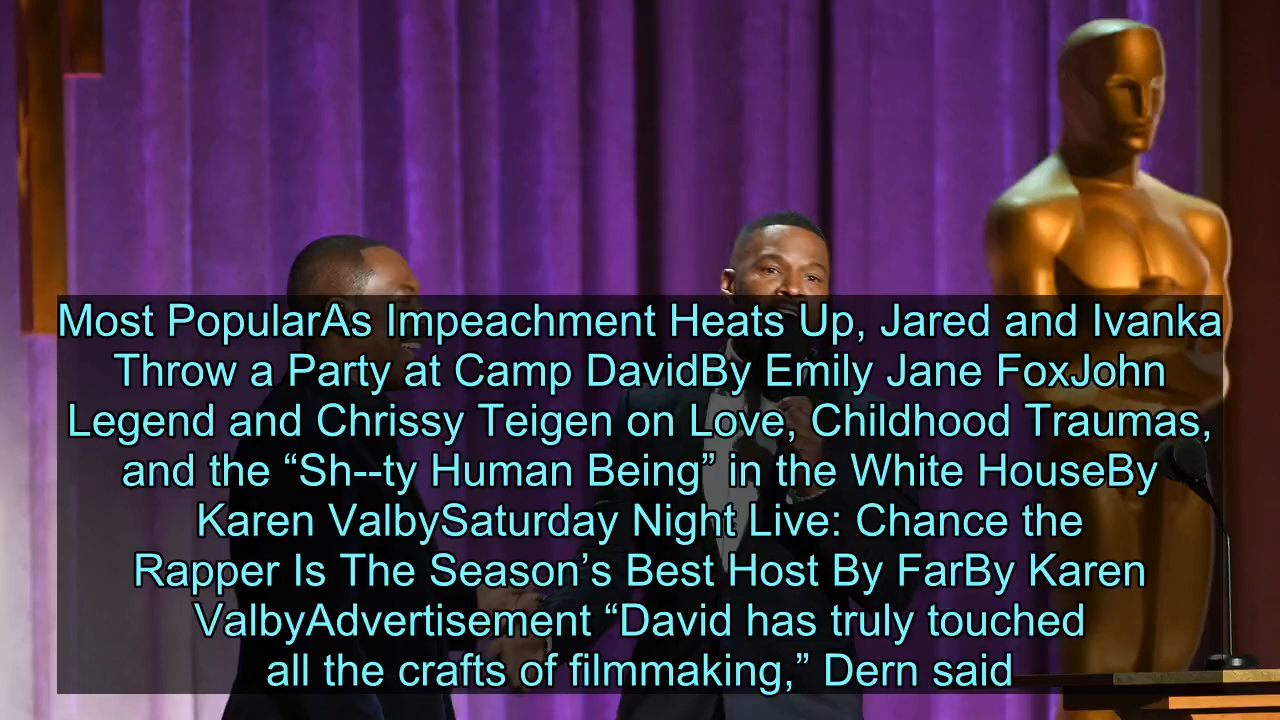 Most PopularAs Impeachment Heats Up, Jared and Ivanka
Throw a Party at Camp DavidBy Emily Jane FoxJohn
Legend and Chrissy Teigen on Love, Childhood Traumas,
and the “Sh--ty Human Being” in the White HouseBy
Karen ValbySaturday Night Live: Chance the
Rapper Is The Season’s Best Host By FarBy Karen
ValbyAdvertisement “David has truly touched
all the crafts of filmmaking,” Dern said